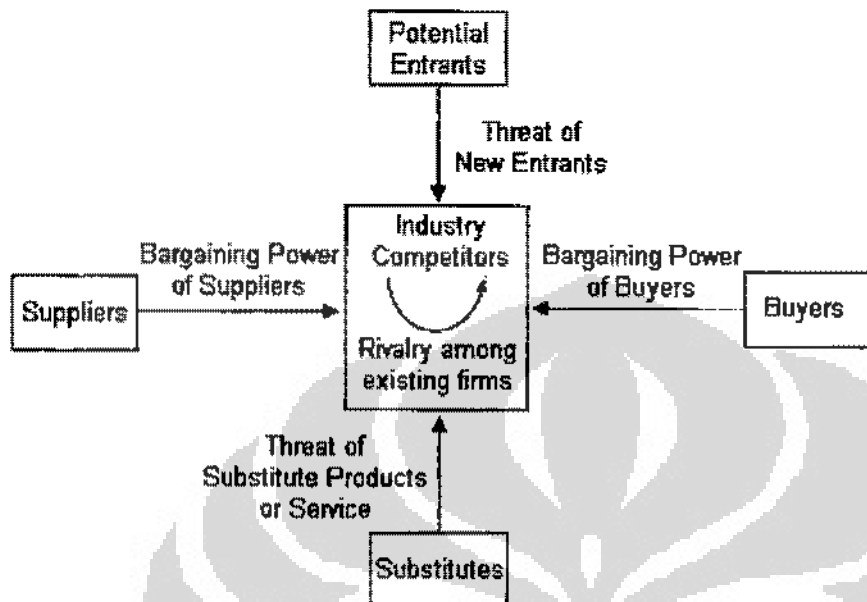 Potential
Entrants
Threat of
New Entrants
Industry
Competitors
Rivalry among
existing firms
Bargaining Power
of Suppliers
Suppliers
Bargaining Power
of Buyers
Buyers
Threat of
Substitute Products
or Service
Substitutes